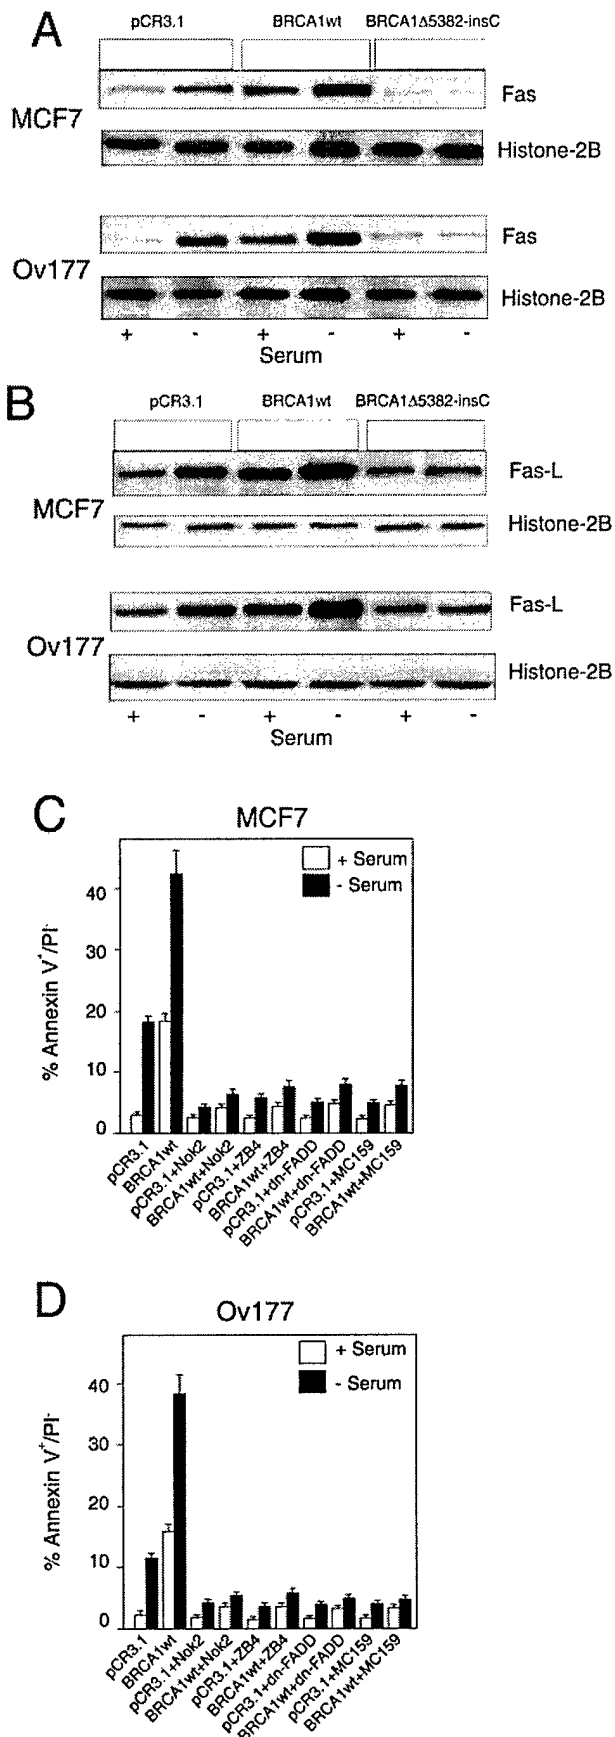 A
pCR3.1 BRCA1wt BRCA1Δ5382-insC
MCF7
Fas
Histone-2B
Ov177
Fas
Histone-2B
+ - + - + -
Serum
B
pCR3.1 BRCA1wt BRCA1Δ5382-insC
MCF7
Fas-L
Histone-2B
Ov177
Fas-L
Histone-2B
+ - + - + -
Serum
C
MCF7
+ Serum
- Serum
% Annexin V+/PI-
40
30
20
10
0
pCR3.1
BRCA1wt
pCR3.1+Nok2
BRCA1wt+Nok2
pCR3.1+ZB4
BRCA1wt+ZB4
pCR3.1+dn-FADD
BRCA1wt+dn-FADD
pCR3.1+MC159
BRCA1wt+MC159
D
Ov177
+ Serum
- Serum
% Annexin V+/PI-
40
30
20
10
0
pCR3.1
BRCA1wt
pCR3.1+Nok2
BRCA1wt+Nok2
pCR3.1+ZB4
BRCA1wt+ZB4
pCR3.1+dn-FADD
BRCA1wt+dn-FADD
pCR3.1+MC159
BRCA1wt+MC159